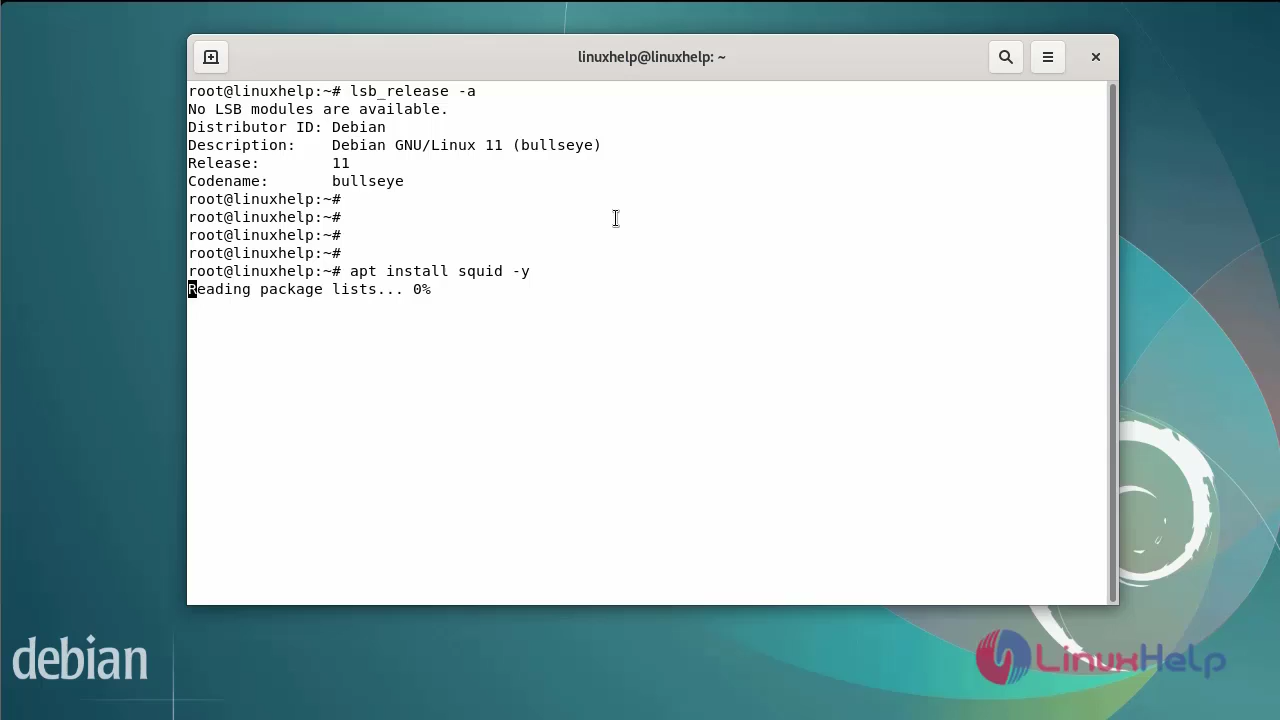 linuxhelp@linuxhelp: ~
root@linuxhelp:~# lsb_release -a
No LSB modules are available.
Distributor ID: Debian
Description:    Debian GNU/Linux 11 (bullseye)
Release:        11
Codename:       bullseye
root@linuxhelp:~#
root@linuxhelp:~#
root@linuxhelp:~#
root@linuxhelp:~#
root@linuxhelp:~# apt install squid -y
Reading package lists... 0%
debian
LinuxHelp